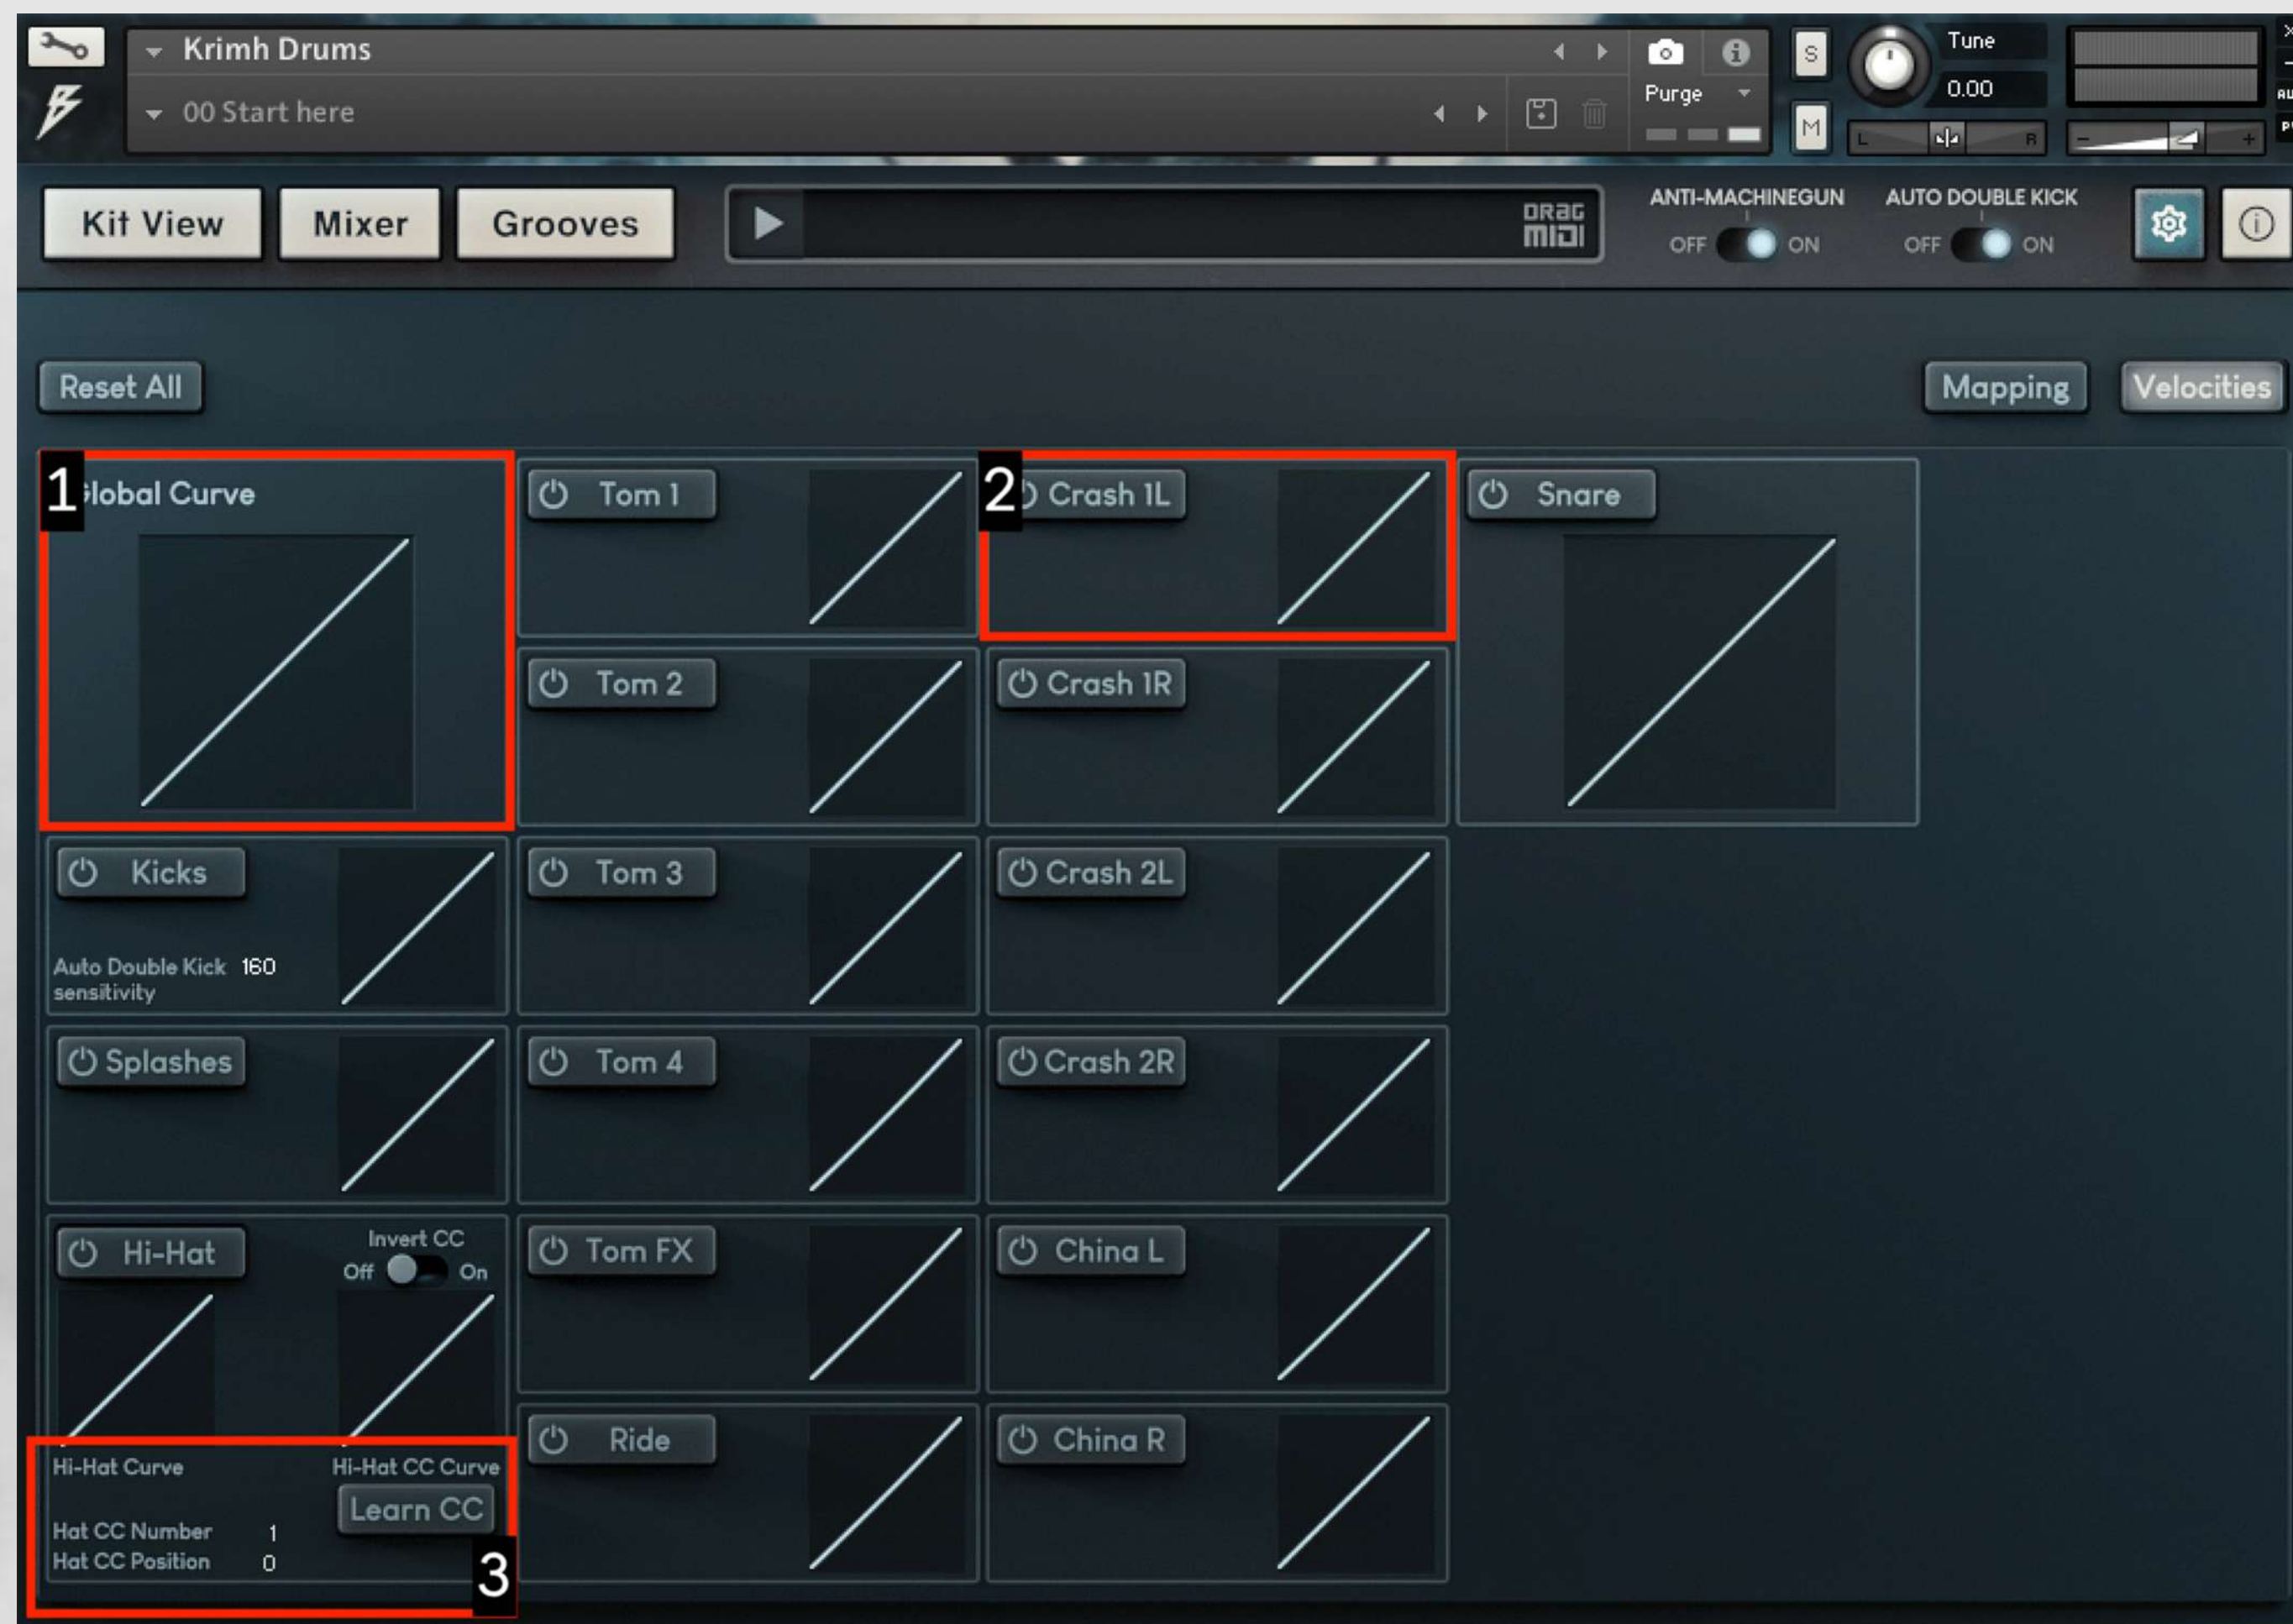 Krimh Drums
00 Start here
Purge
S
M
Tune
0.00
L R
- +
Kit View
Mixer
Grooves
DRAG
MIDI
ANTI-MACHINEGUN
OFF ON
AUTO DOUBLE KICK
OFF ON
Reset All
Mapping
Velocities
1
lobal Curve
Tom 1
2
Crash 1L
Snare
Tom 2
Crash 1R
Kicks
Auto Double Kick 160
sensitivity
Tom 3
Crash 2L
Splashes
Tom 4
Crash 2R
Hi-Hat
Invert CC
Off On
Tom FX
China L
Hi-Hat Curve
Hi-Hat CC Curve
Learn CC
Hat CC Number 1
Hat CC Position 0
3
Ride
China R